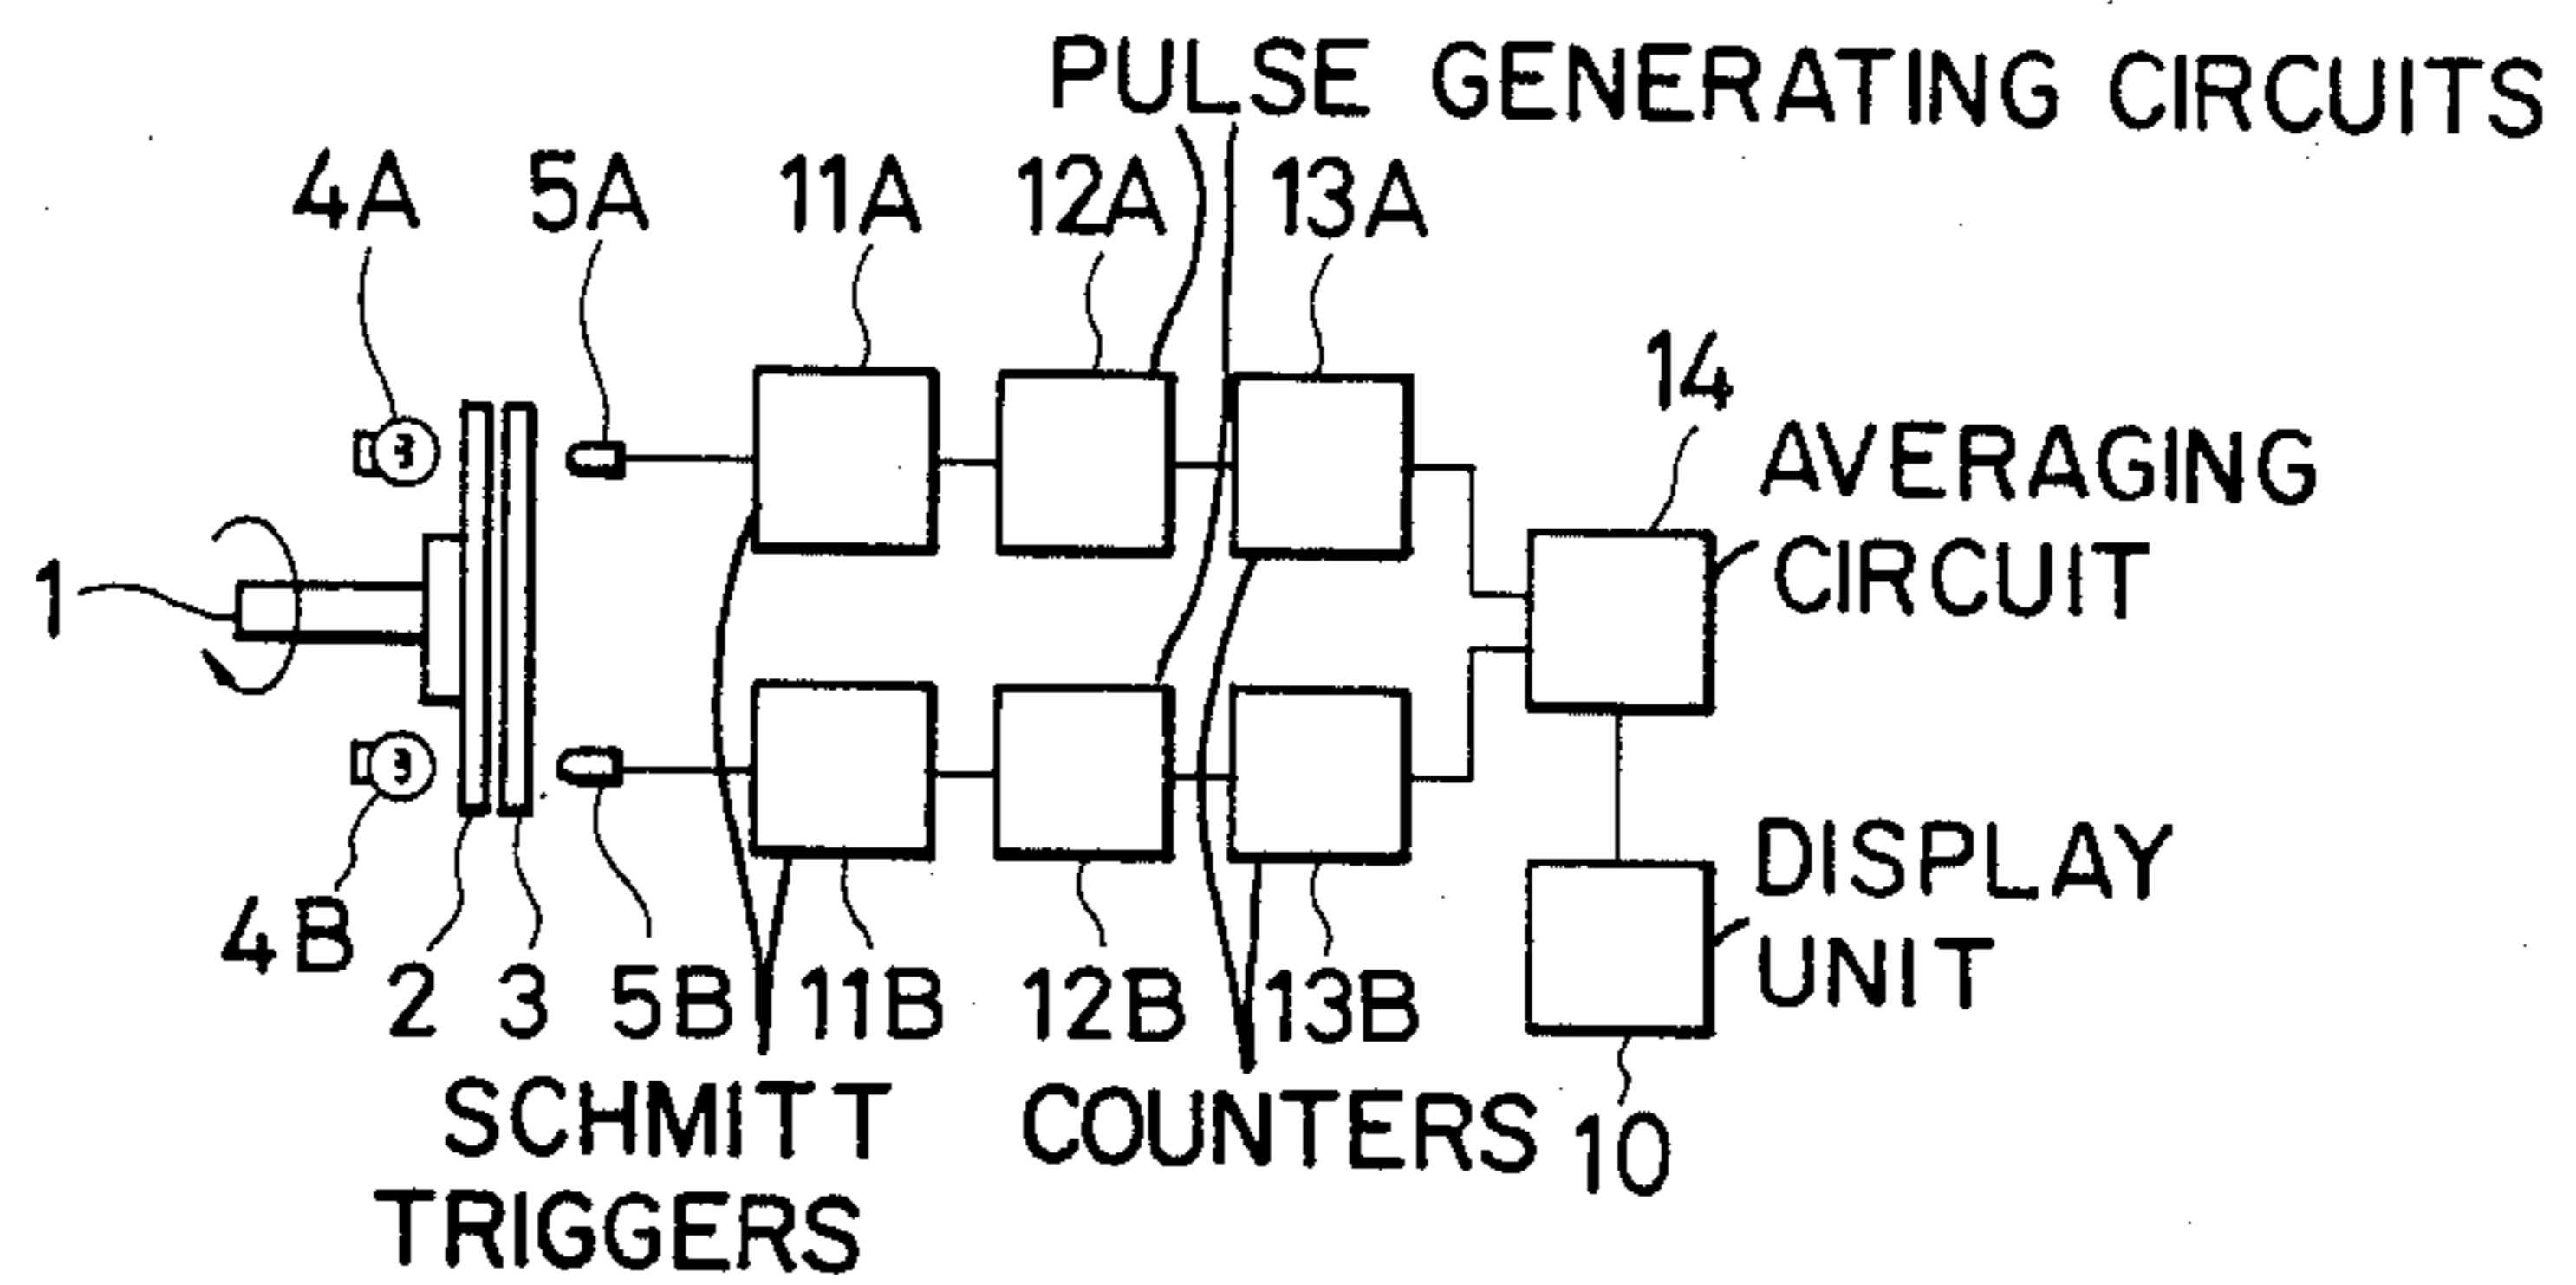 PULSE GENERATING CIRCUITS
4A 5A 11A 12A 13A
14
AVERAGING
CIRCUIT
1
DISPLAY
UNIT
4B
2 3 5B 11B 12B 13B
SCHMITT
TRIGGERS
COUNTERS
10